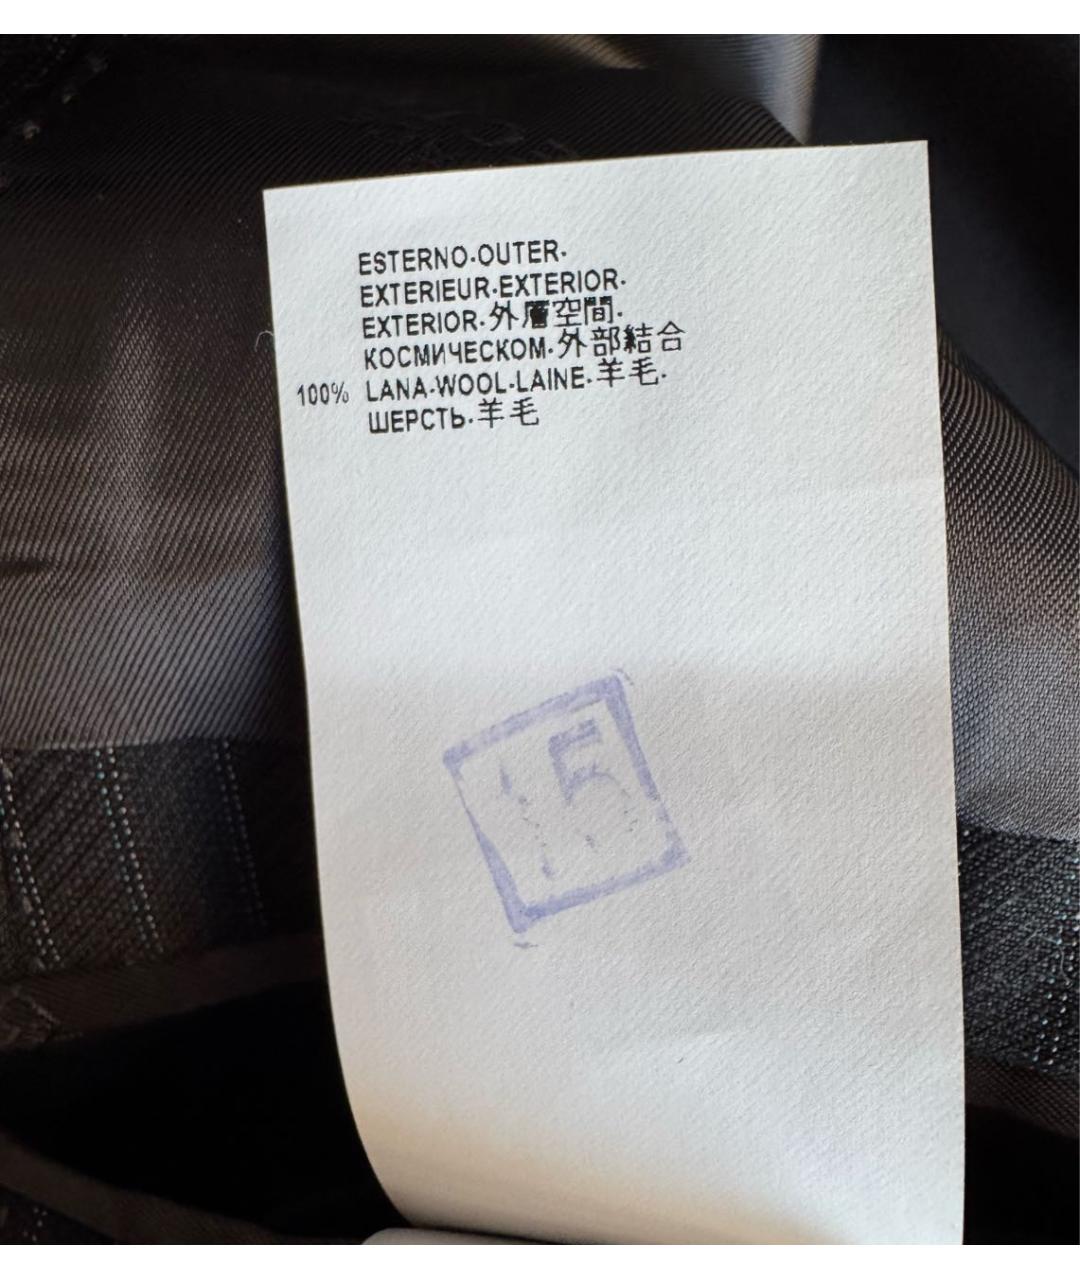 ESTERNO·OUTER·
EXTERIEUR·EXTERIOR·
EXTERIOR·外層空間·
КОСМИЧЕСКОМ·外部結合
100% LANA·WOOL·LAINE·羊毛·
ШЕРСТЬ·羊毛
15